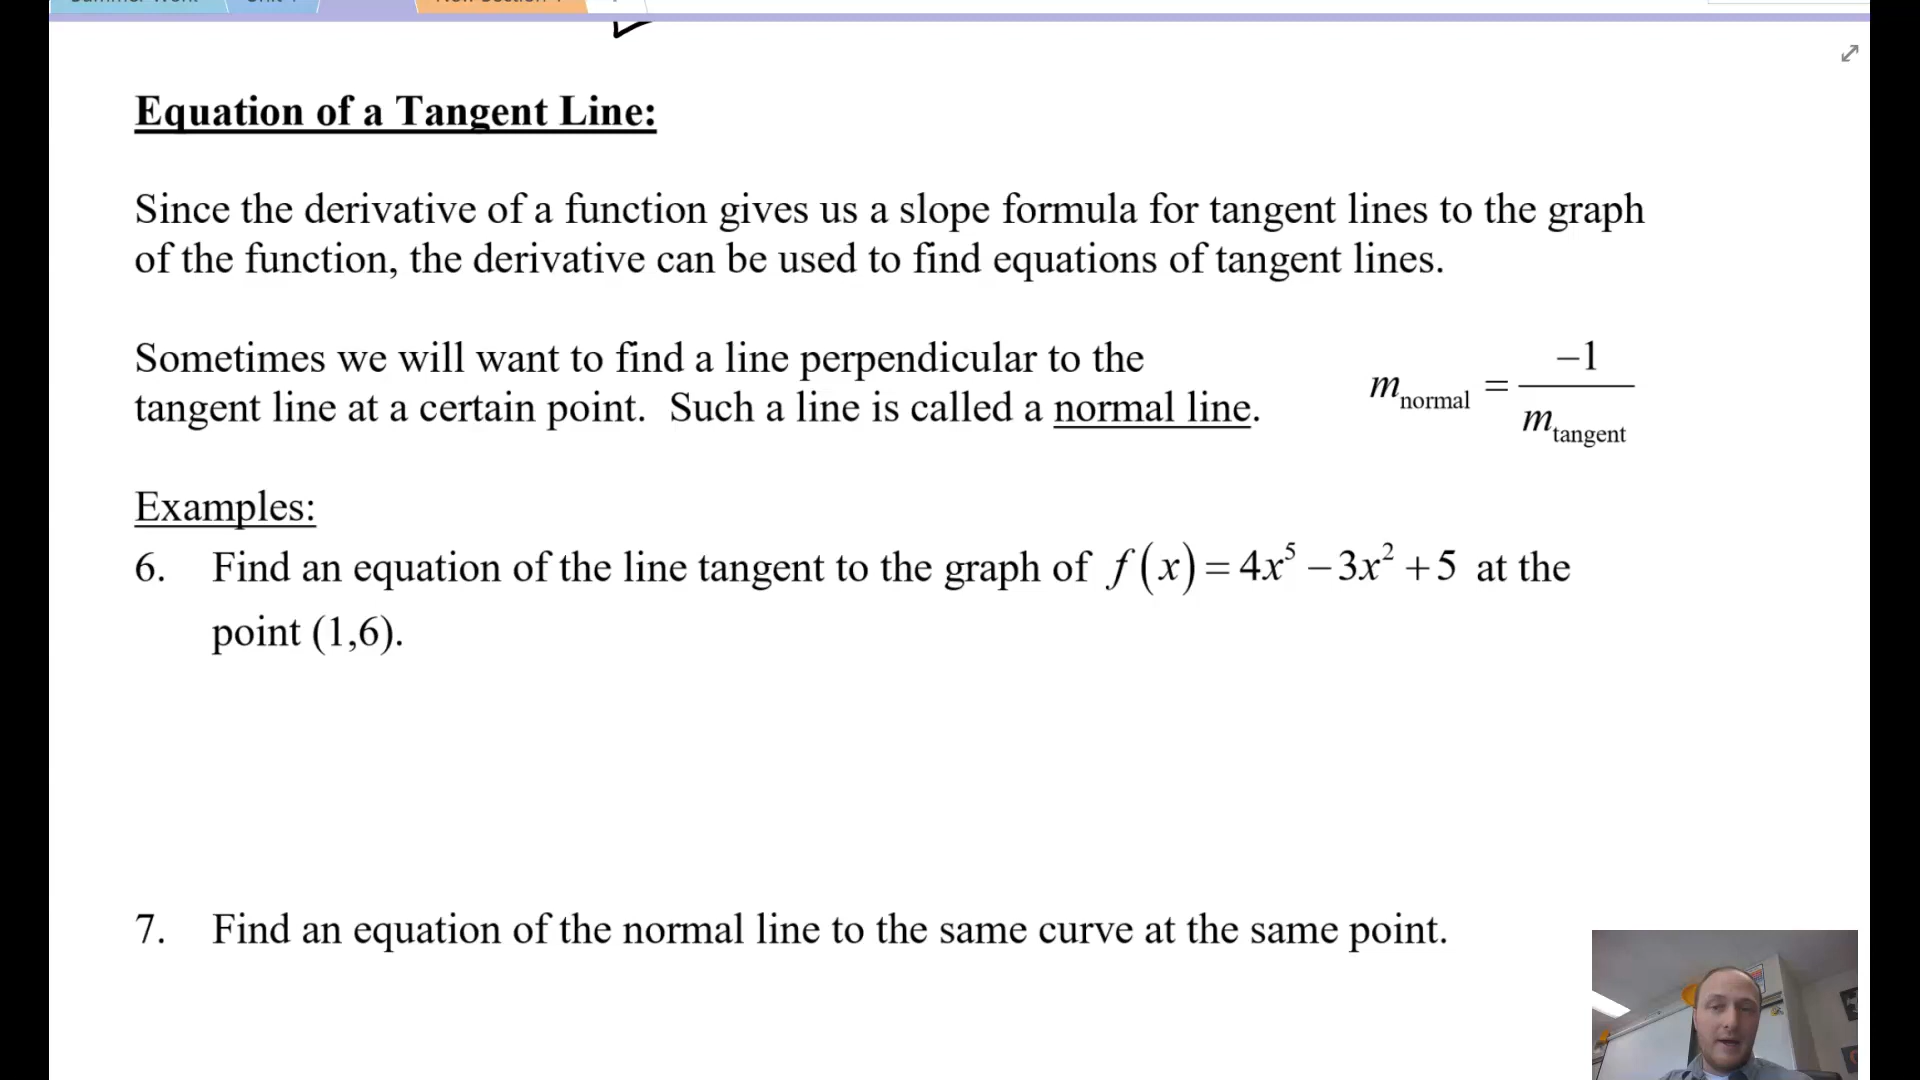 Equation of a Tangent Line:
Since the derivative of a function gives us a slope formula for tangent lines to the graph
of the function, the derivative can be used to find equations of tangent lines.
Sometimes we will want to find a line perpendicular to the
tangent line at a certain point.  Such a line is called a normal line.
m_normal = –1/m_tangent
Examples:
6. Find an equation of the line tangent to the graph of f(x) = 4x⁵ – 3x² + 5 at the
point (1,6).
7. Find an equation of the normal line to the same curve at the same point.